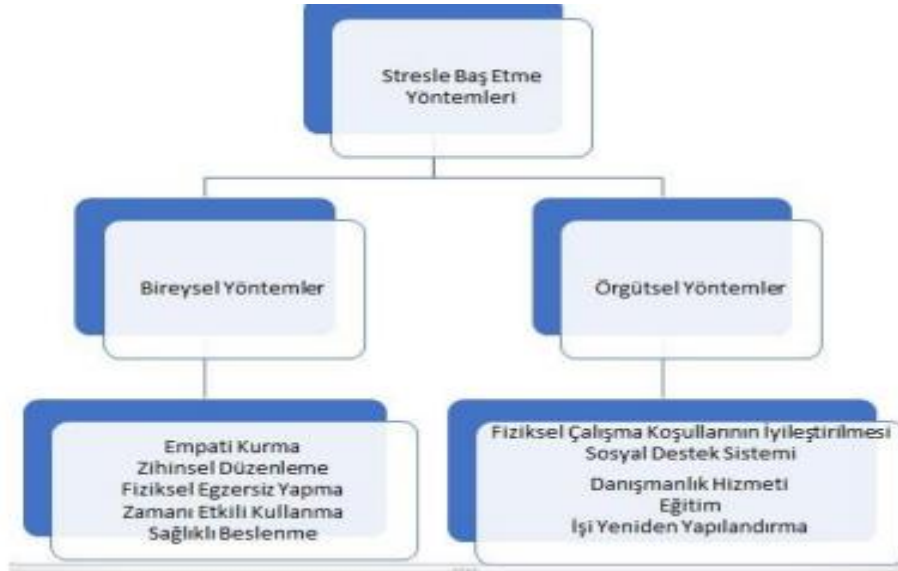 Stresle Baş Etme
Yöntemleri
Bireysel Yöntemler
Örgütsel Yöntemler
Empati Kurma
Zihinsel Düzenleme
Fiziksel Egzersiz Yapma
Zamanı Etkili Kullanma
Sağlıklı Beslenme
Fiziksel Çalışma Koşullarının İyileştirilmesi
Sosyal Destek Sistemi
Danışmanlık Hizmeti
Eğitim
İşi Yeniden Yapılandırma